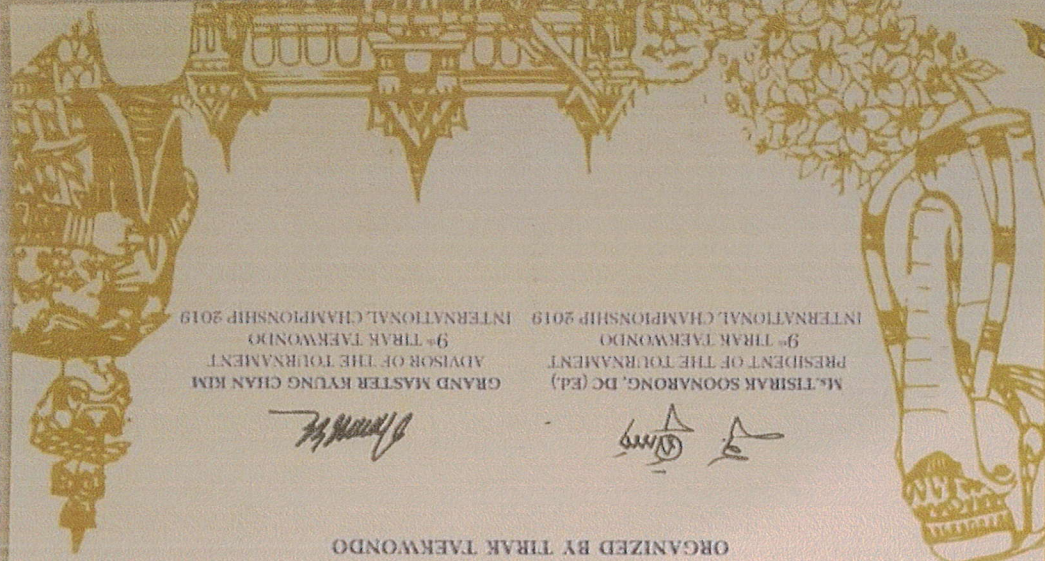 ORGANIZED BY TIRAK TAEKWONDO
Ms.TISIRAK SOONARONG, DC (Ed.)
PRESIDENT OF THE TOURNAMENT
9th TIRAK TAEKWONDO
INTERNATIONAL CHAMPIONSHIP 2019
GRAND MASTER KYUNG CHAN KIM
ADVISOR OF THE TOURNAMENT
9th TIRAK TAEKWONDO
INTERNATIONAL CHAMPIONSHIP 2019